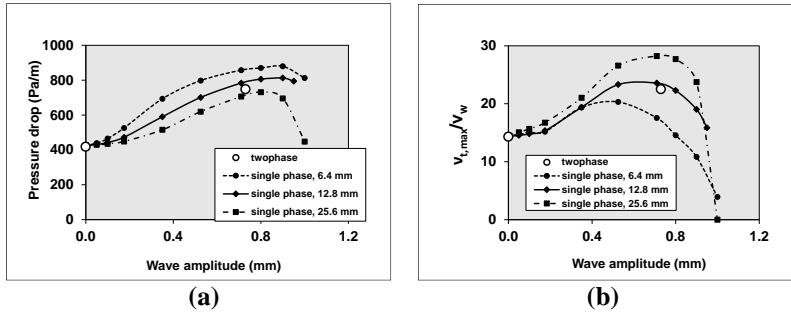 1000
800
600
400
200
0
Pressure drop (Pa/m)
0.0 0.4 0.8 1.2
Wave amplitude (mm)
twophase
single phase, 6.4 mm
single phase, 12.8 mm
single phase, 25.6 mm
(a)
30
20
10
0
νt,max/νw
0.0 0.4 0.8 1.2
Wave amplitude (mm)
twophase
single phase, 6.4 mm
single phase, 12.8 mm
single phase, 25.6 mm
(b)